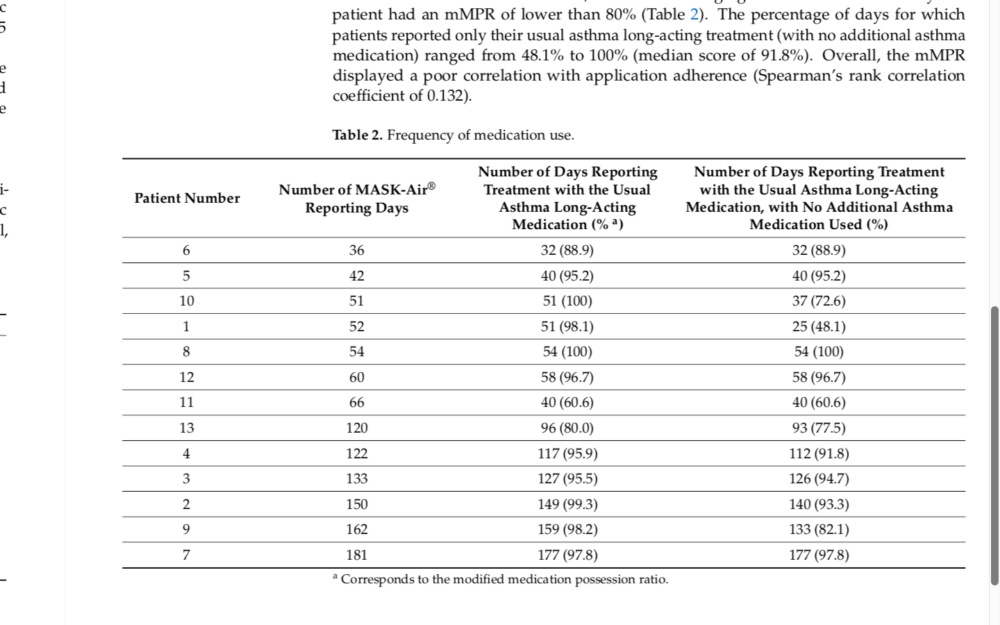 c
5
e
d
e
i-
c
l,
patient had an mMPR of lower than 80% (Table 2). The percentage of days for which
patients reported only their usual asthma long-acting treatment (with no additional asthma
medication) ranged from 48.1% to 100% (median score of 91.8%). Overall, the mMPR
displayed a poor correlation with application adherence (Spearman's rank correlation
coefficient of 0.132).
Table 2. Frequency of medication use.
Patient Number
Number of MASK-Air®
Reporting Days
Number of Days Reporting
Treatment with the Usual
Asthma Long-Acting
Medication (% a)
Number of Days Reporting Treatment
with the Usual Asthma Long-Acting
Medication, with No Additional Asthma
Medication Used (%)
6 36 32 (88.9) 32 (88.9)
5 42 40 (95.2) 40 (95.2)
10 51 51 (100) 37 (72.6)
1 52 51 (98.1) 25 (48.1)
8 54 54 (100) 54 (100)
12 60 58 (96.7) 58 (96.7)
11 66 40 (60.6) 40 (60.6)
13 120 96 (80.0) 93 (77.5)
4 122 117 (95.9) 112 (91.8)
3 133 127 (95.5) 126 (94.7)
2 150 149 (99.3) 140 (93.3)
9 162 159 (98.2) 133 (82.1)
7 181 177 (97.8) 177 (97.8)
a Corresponds to the modified medication possession ratio.